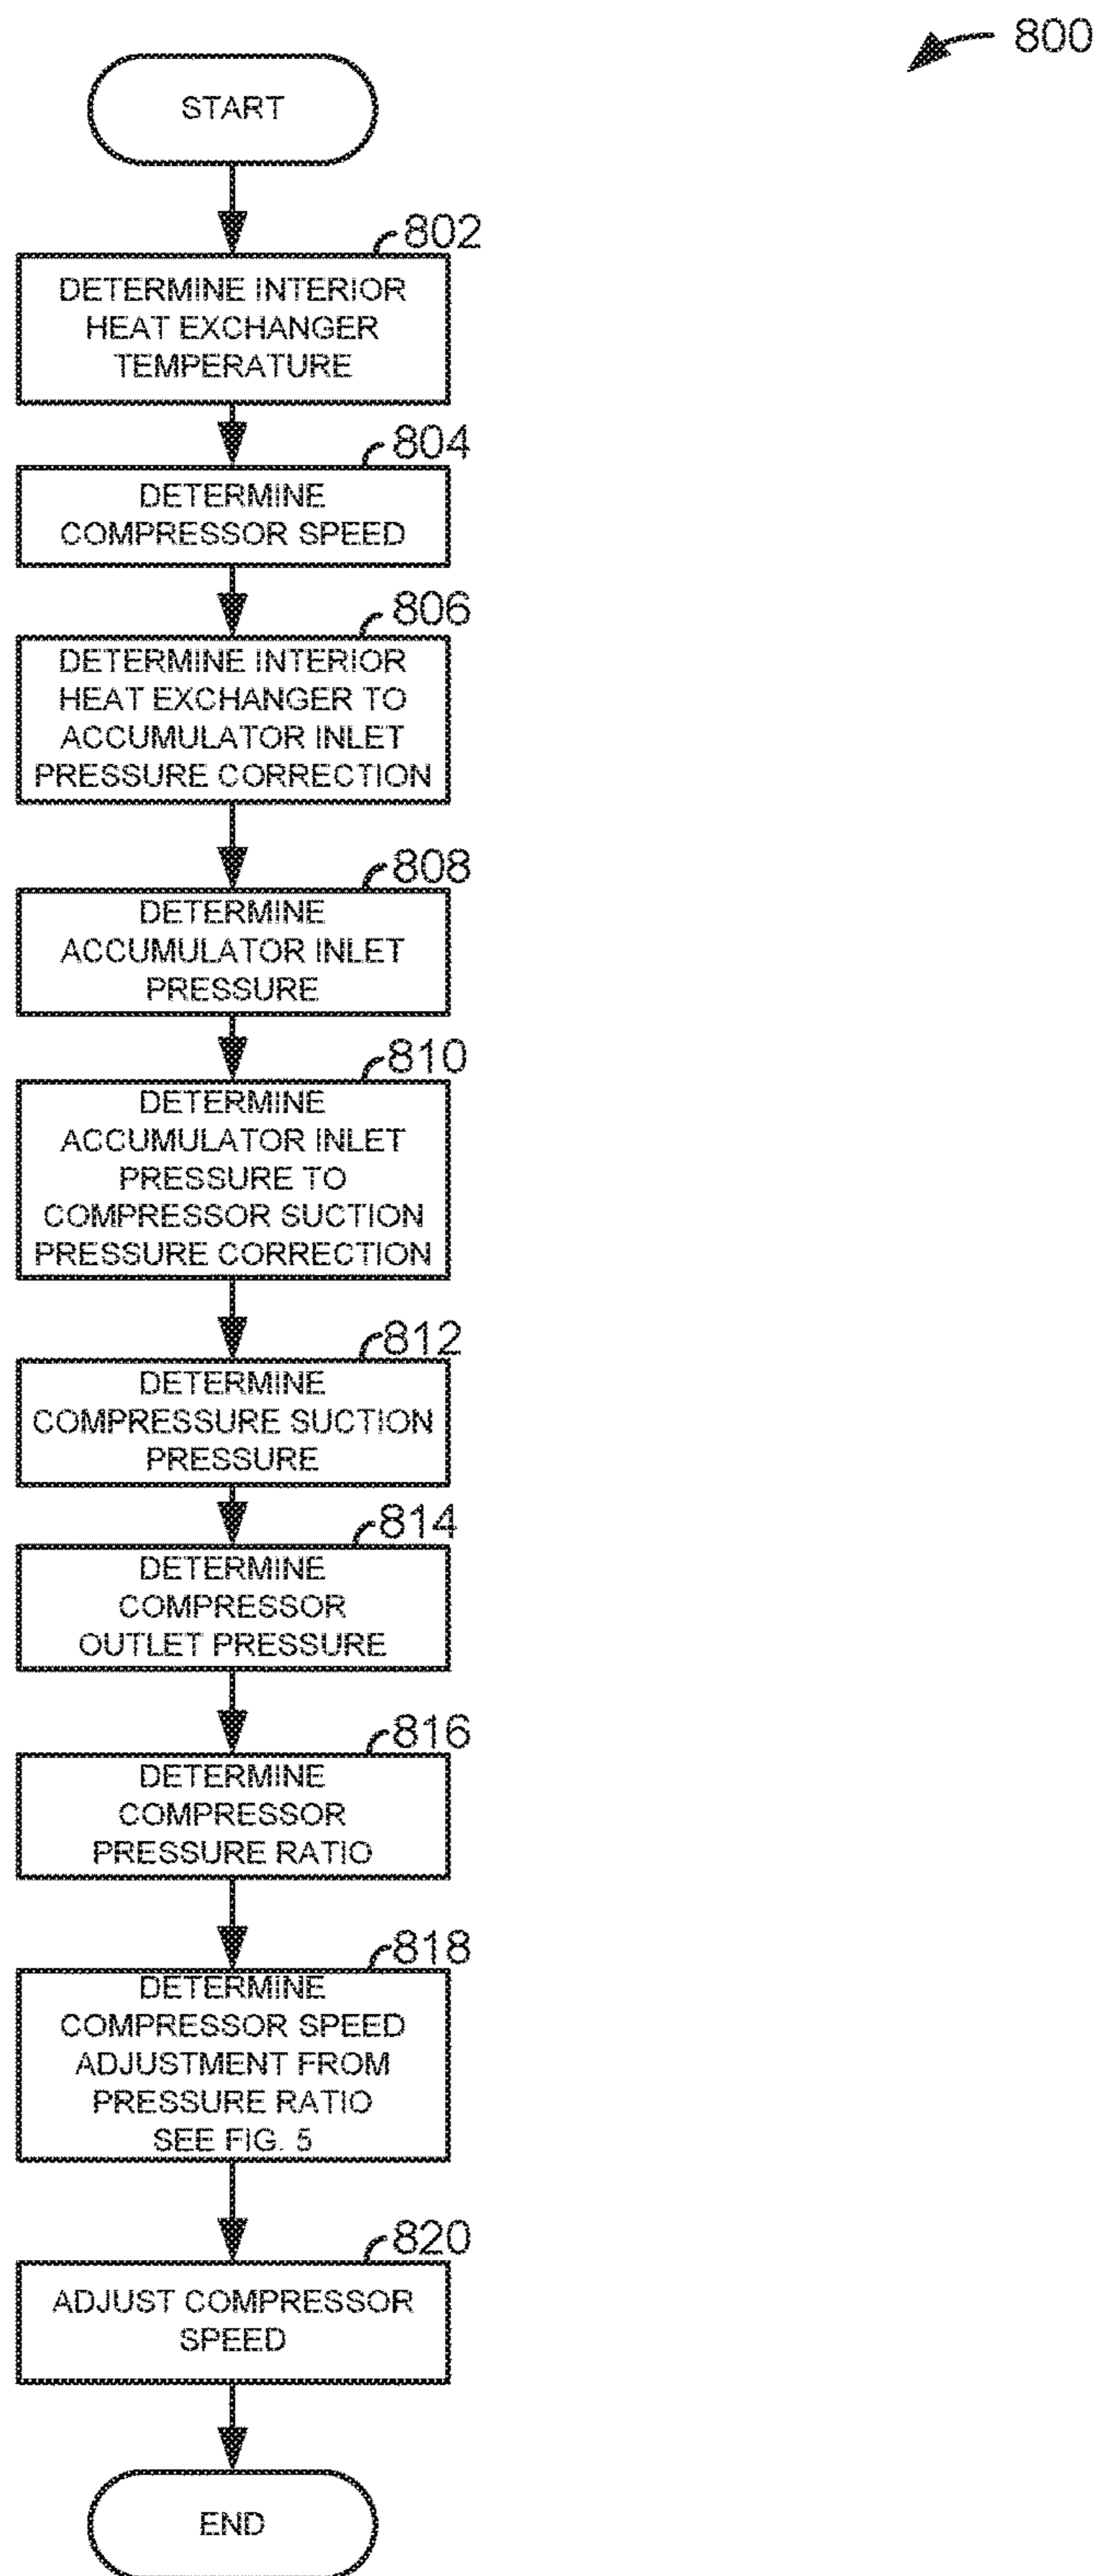 800
START
802
DETERMINE INTERIOR
HEAT EXCHANGER
TEMPERATURE
804
DETERMINE
COMPRESSOR SPEED
806
DETERMINE INTERIOR
HEAT EXCHANGER TO
ACCUMULATOR INLET
PRESSURE CORRECTION
808
DETERMINE
ACCUMULATOR INLET
PRESSURE
810
DETERMINE
ACCUMULATOR INLET
PRESSURE TO
COMPRESSOR SUCTION
PRESSURE CORRECTION
812
DETERMINE
COMPRESSURE SUCTION
PRESSURE
814
DETERMINE
COMPRESSOR
OUTLET PRESSURE
816
DETERMINE
COMPRESSOR
PRESSURE RATIO
818
DETERMINE
COMPRESSOR SPEED
ADJUSTMENT FROM
PRESSURE RATIO
SEE FIG. 5
820
ADJUST COMPRESSOR
SPEED
END